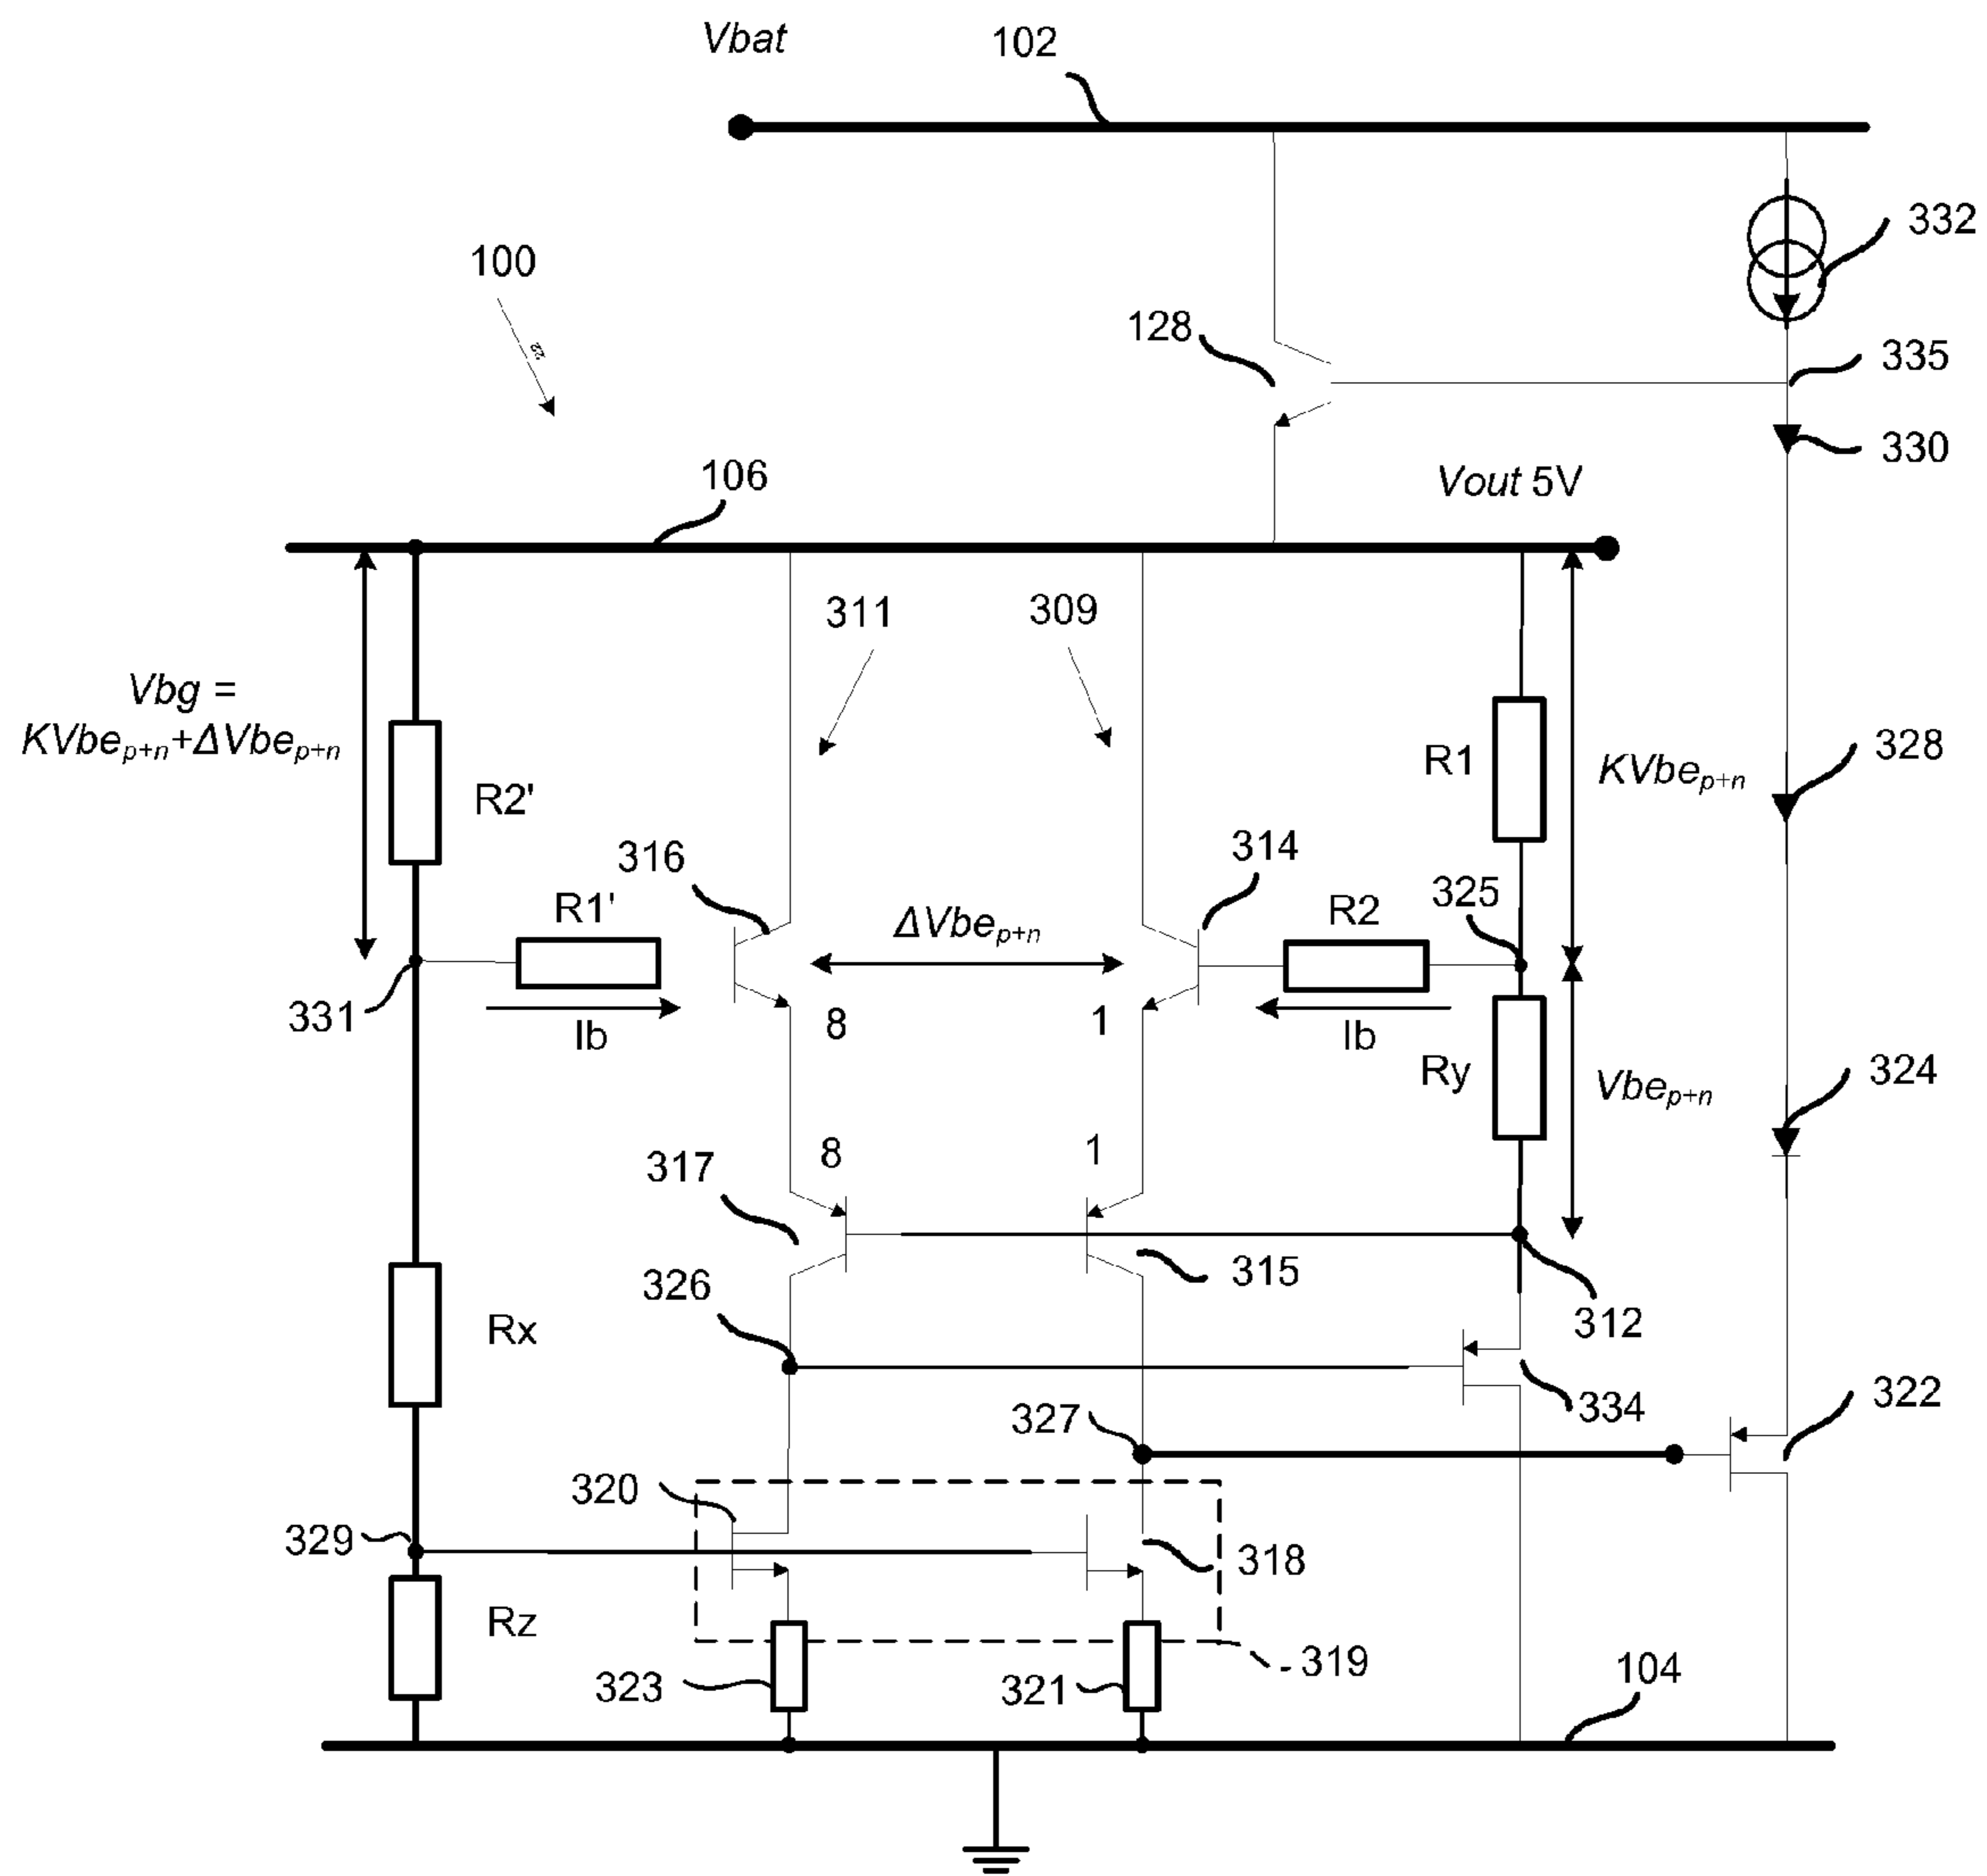 Vbat
102
332
100
128
335
330
106
Vout 5V
311
309
Vbg =
KVbep+n+ΔVbep+n
R2'
R1
KVbep+n
328
316
R1'
ΔVbep+n
314
R2
325
331
Ib
8
1
Ib
Ry
Vbep+n
324
317
8
1
326
315
312
334
322
Rx
327
320
329
318
Rz
319
323
321
104